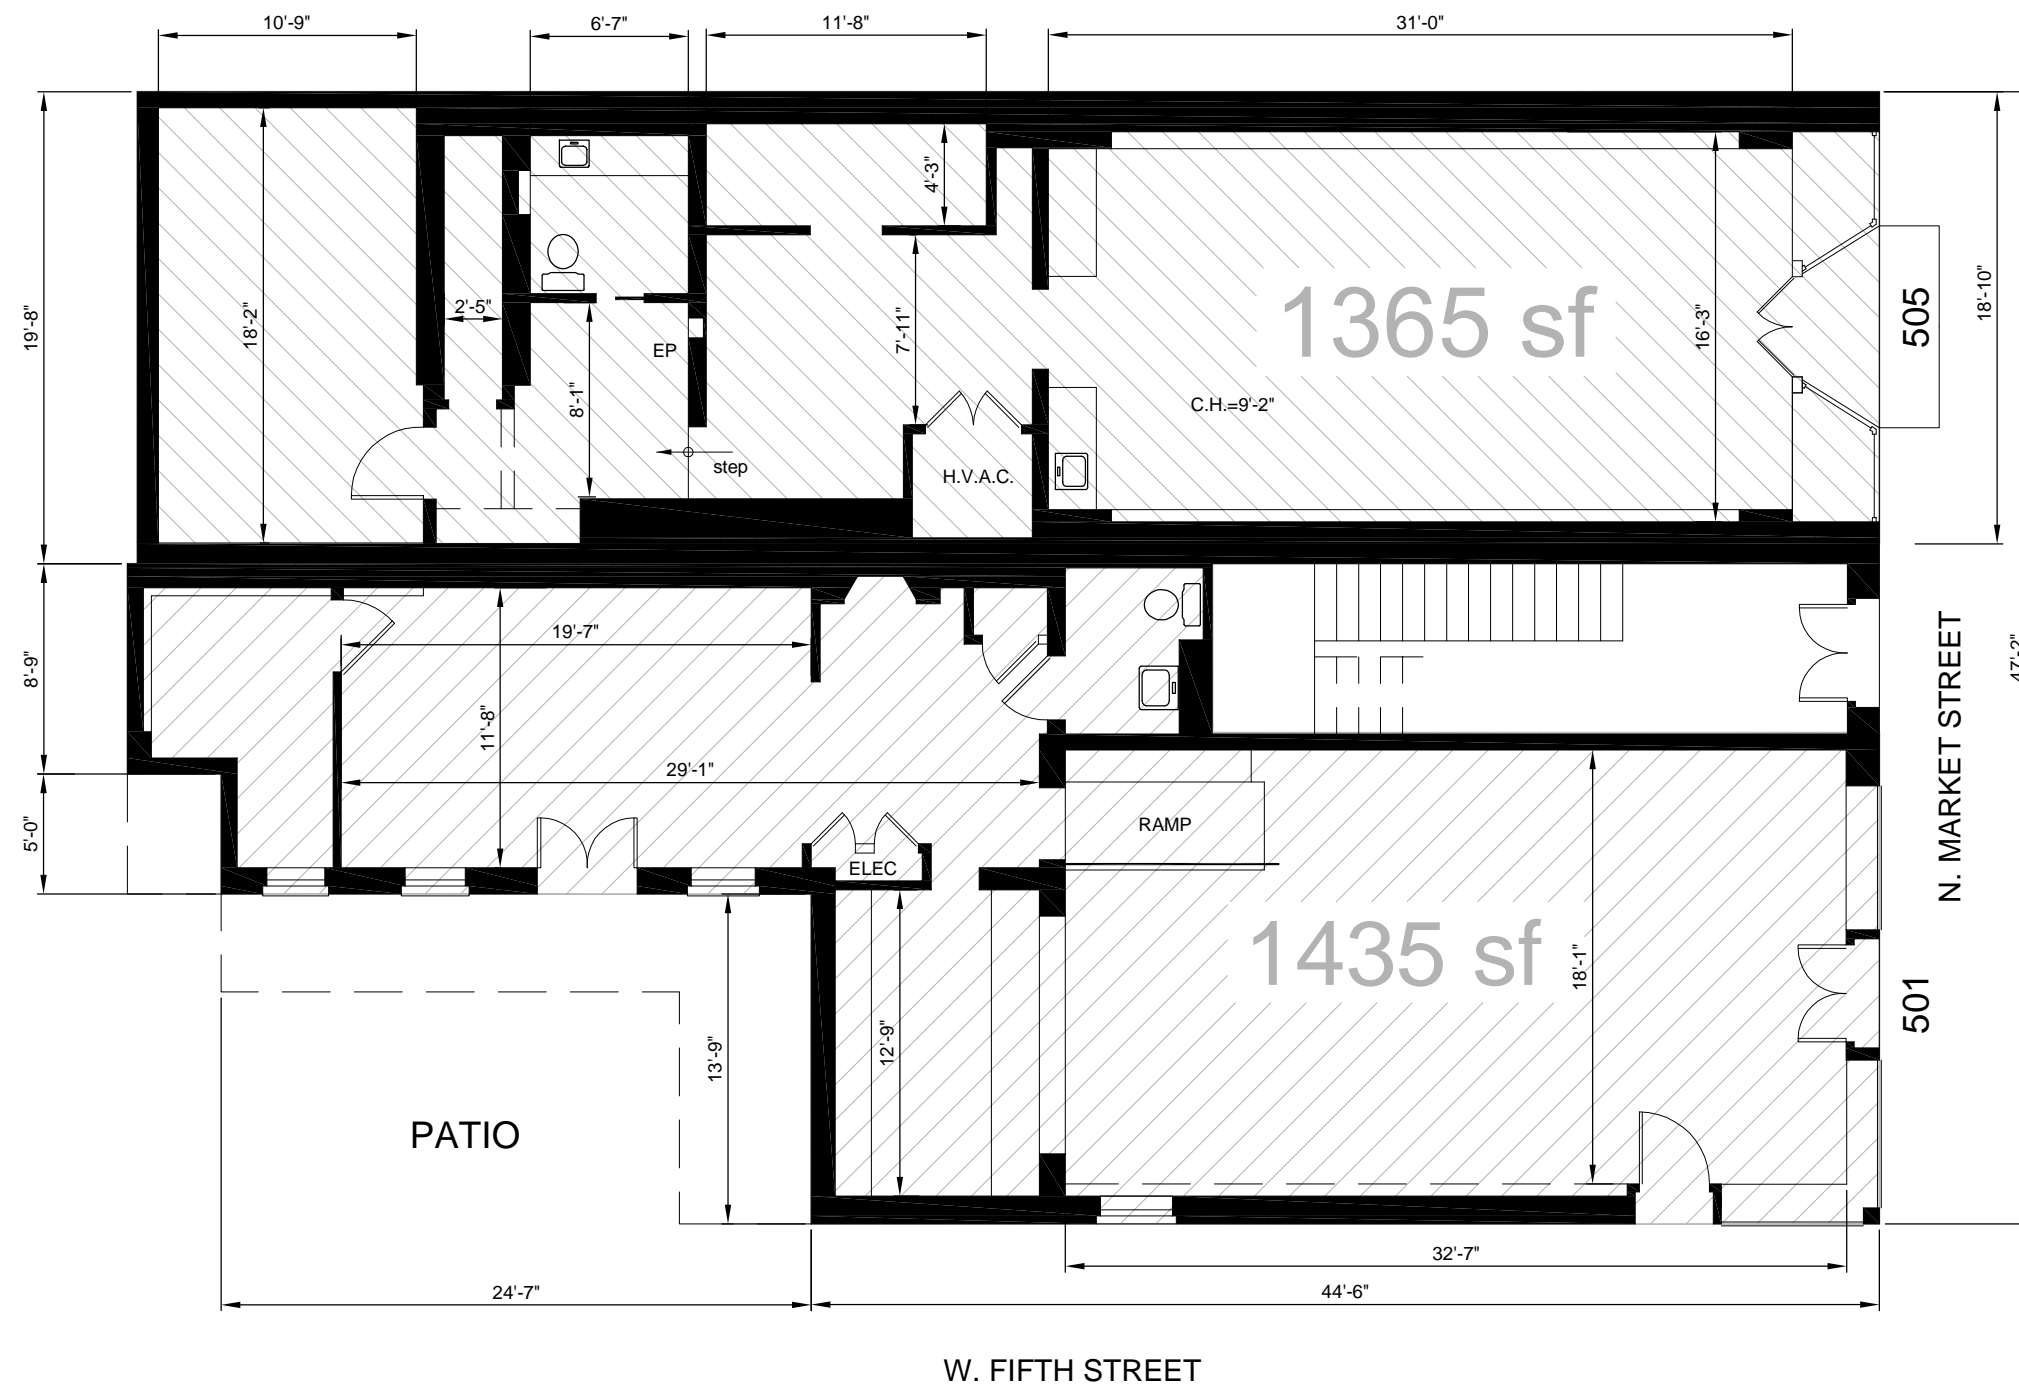 10'-9"
6'-7"
11'-8"
31'-0"
19'-8"
18'-2"
2'-5"
4'-3"
7'-11"
EP
8'-1"
step
H.V.A.C.
1365 sf
C.H.=9'-2"
16'-3"
505
18'-10"
47'-2"
8'-9"
5'-0"
19'-7"
11'-8"
29'-1"
ELEC
RAMP
N. MARKET STREET
1435 sf
18'-1"
501
12'-9"
13'-9"
PATIO
32'-7"
24'-7"
44'-6"
W. FIFTH STREET